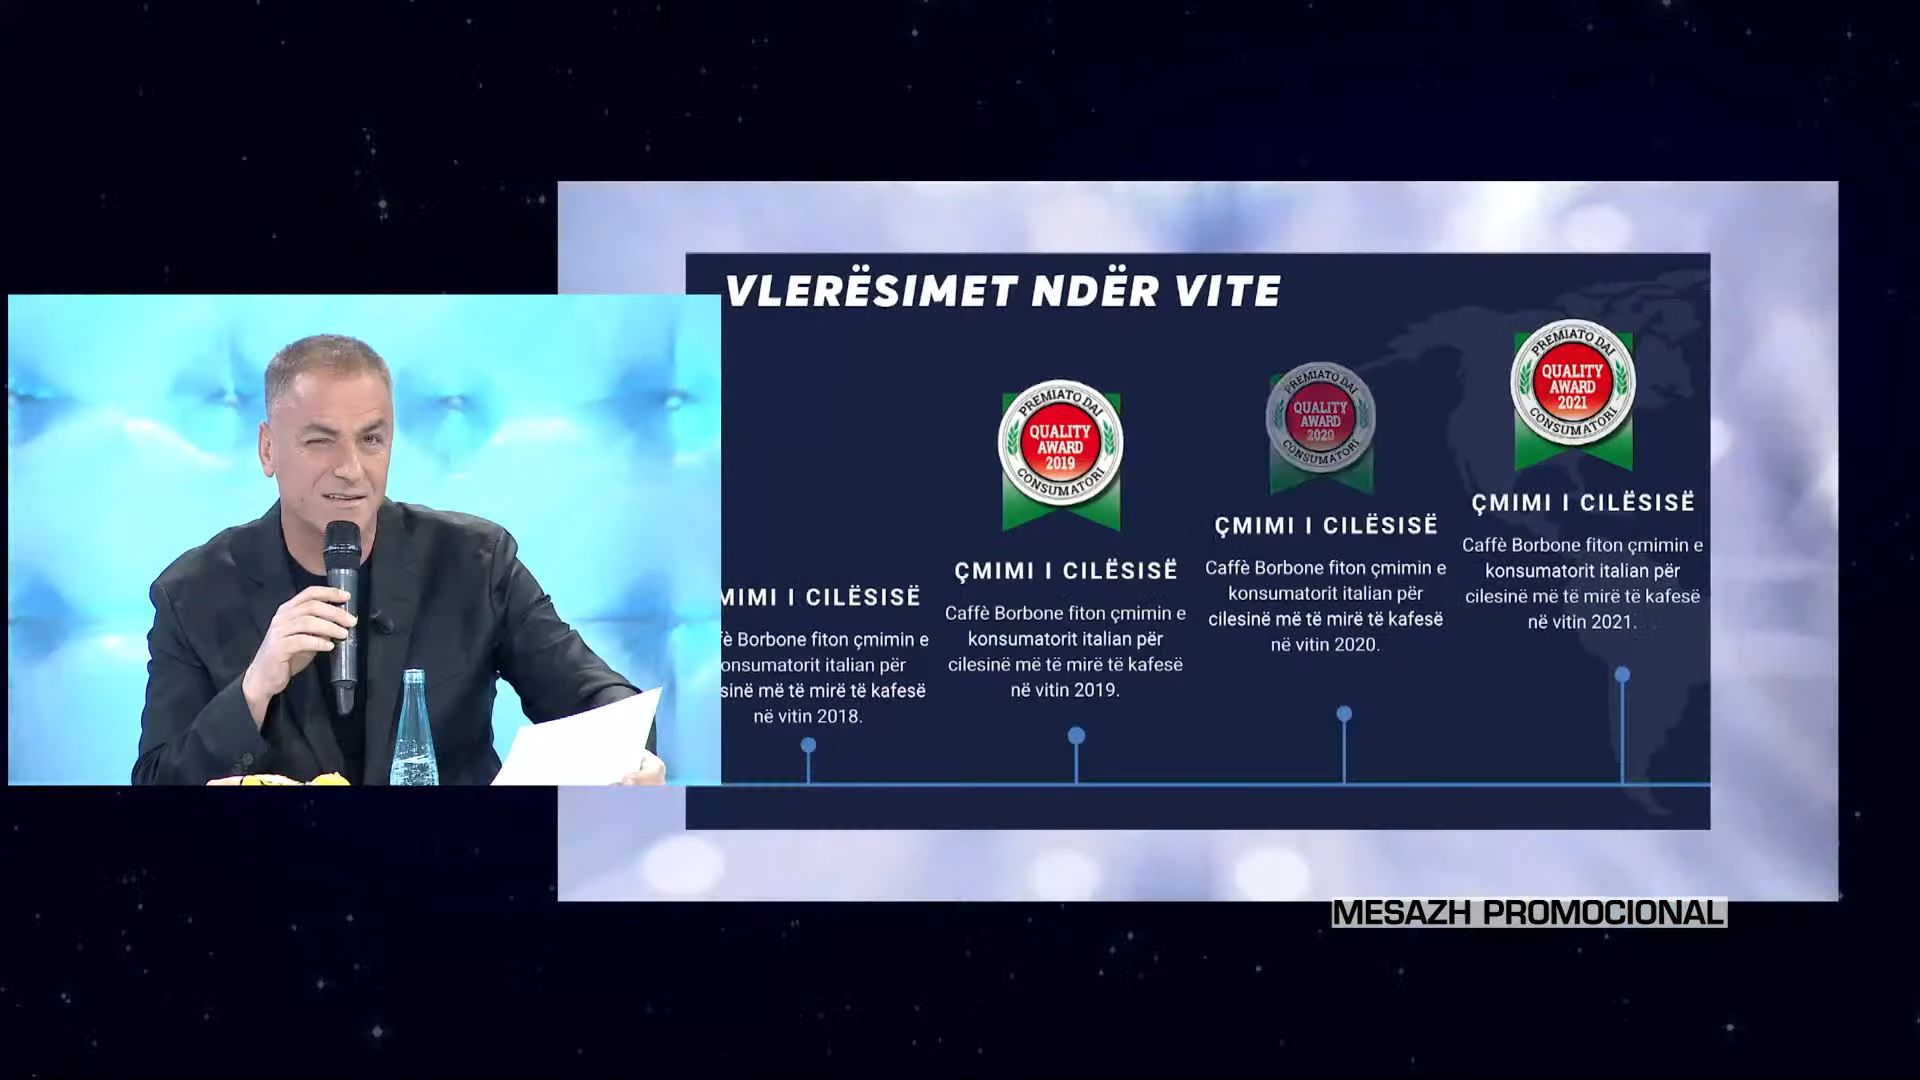 VLERËSIMET NDËR VITE
ÇMIMI I CILËSISË
onsumatorit italian për
në vitin 2018.
PREMIATO DAI
QUALITY
AWARD
2019
CONSUMATORI
ÇMIMI I CILËSISË
Caffè Borbone fiton çmimin e
konsumatorit italian për
cilesinë më të mirë të kafesë
në vitin 2019.
PREMIATO DAI
QUALITY
AWARD
2020
CONSUMATORI
ÇMIMI I CILËSISË
Caffè Borbone fiton çmimin e
konsumatorit italian për
cilesinë më të mirë të kafesë
në vitin 2020.
PREMIATO DAI
QUALITY
AWARD
2021
CONSUMATORI
ÇMIMI I CILËSISË
Caffè Borbone fiton çmimin e
konsumatorit italian për
cilesinë më të mirë të kafesë
në vitin 2021.
MESAZH PROMOCIONAL